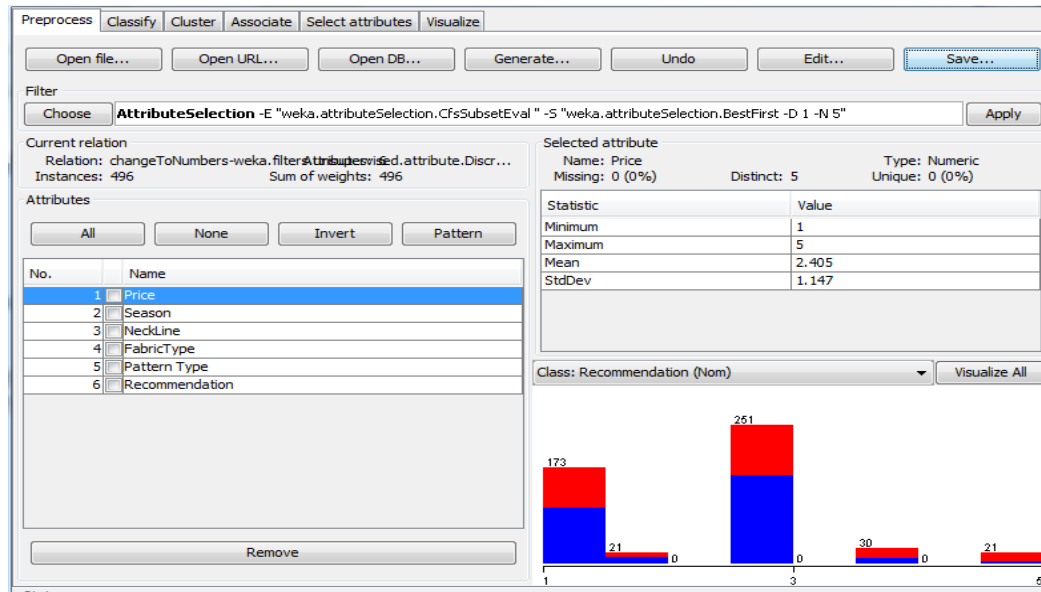 Preprocess Classify Cluster Associate Select attributes Visualize
Open file... Open URL... Open DB... Generate... Undo Edit... Save...
Filter
Choose AttributeSelection -E "weka.attributeSelection.CfsSubsetEval " -S "weka.attributeSelection.BestFirst -D 1 -N 5" Apply
Current relation
Relation: changeToNumbers-weka.filters
Instances: 496 Sum of weights: 496
Attributes
All None Invert Pattern
No. Name
1 Price
2 Season
3 NeckLine
4 FabricType
5 Pattern Type
6 Recommendation
Remove
Selected attribute
Name: Price Type: Numeric
Missing: 0 (0%) Distinct: 5 Unique: 0 (0%)
Statistic Value
Minimum 1
Maximum 5
Mean 2.405
StdDev 1.147
Class: Recommendation (Nom) Visualize All
173 21 0 251 0 30 0 21
1 3